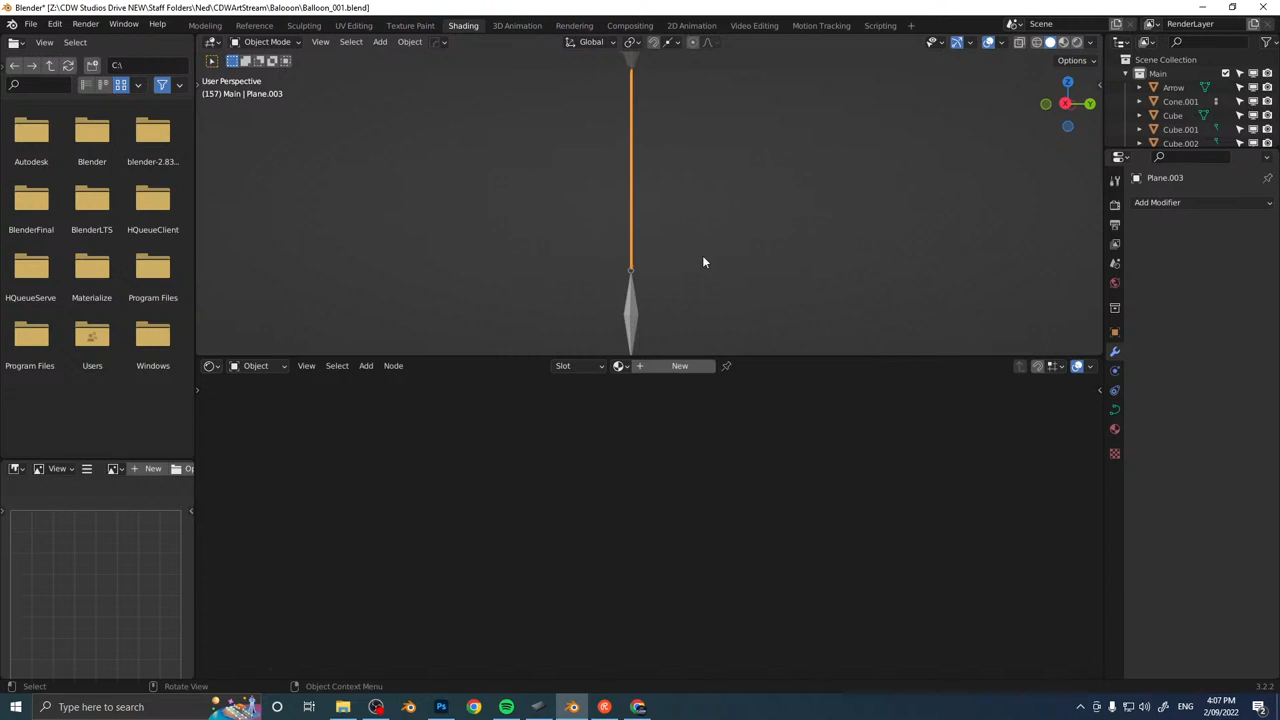 Blender* [Z:\CDW Studios Drive NEW\Staff Folders\Ned\CDWArtStream\Balooon\Balloon_001.blend]
File Edit Render Window Help
Modeling Reference Sculpting UV Editing Texture Paint Shading 3D Animation Rendering Compositing 2D Animation Video Editing Motion Tracking Scripting +
Scene
RenderLayer
View Select
Object Mode View Select Add Object
Global
Options
C:\
User Perspective
(157) Main | Plane.003
Z
Y
X
Autodesk Blender blender-2.83...
BlenderFinal BlenderLTS HQueueClient
HQueueServe Materialize Program Files
Program Files Users Windows
Scene Collection
Main
Arrow
Cone.001
Cube
Cube.001
Cube.002
Plane.003
Add Modifier
Object View Select Add Node
Slot
New
View
New
Op
Select
Rotate View
Object Context Menu
3.2.2
Type here to search
ENG
4:07 PM
2/09/2022